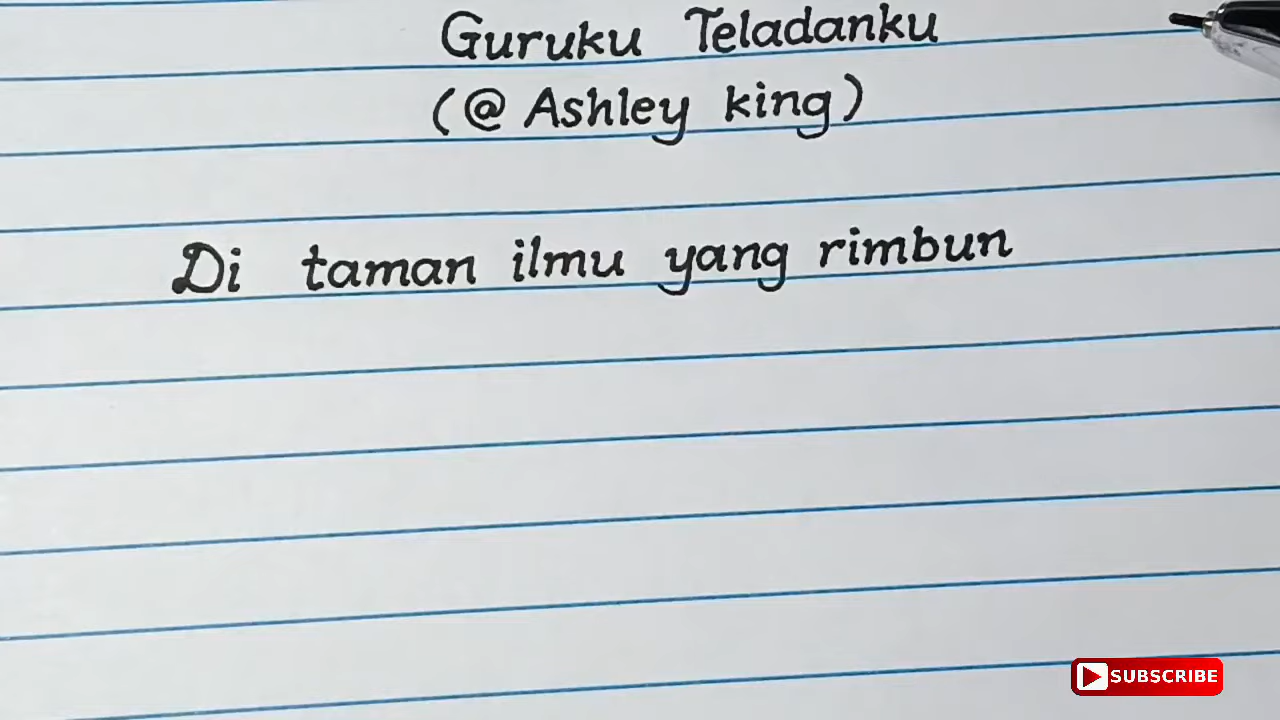 Guruku Teladanku
(@ Ashley king)
Di taman ilmu yang rimbun
SUBSCRIBE